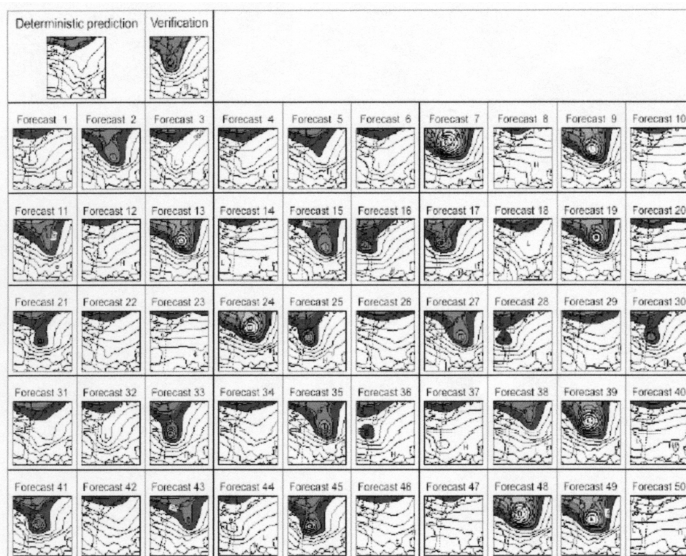 Deterministic prediction Verification
Forecast 1 Forecast 2 Forecast 3 Forecast 4 Forecast 5 Forecast 6 Forecast 7 Forecast 8 Forecast 9 Forecast 10
Forecast 11 Forecast 12 Forecast 13 Forecast 14 Forecast 15 Forecast 16 Forecast 17 Forecast 18 Forecast 19 Forecast 20
Forecast 21 Forecast 22 Forecast 23 Forecast 24 Forecast 25 Forecast 26 Forecast 27 Forecast 28 Forecast 29 Forecast 30
Forecast 31 Forecast 32 Forecast 33 Forecast 34 Forecast 35 Forecast 36 Forecast 37 Forecast 38 Forecast 39 Forecast 40
Forecast 41 Forecast 42 Forecast 43 Forecast 44 Forecast 45 Forecast 46 Forecast 47 Forecast 48 Forecast 49 Forecast 50